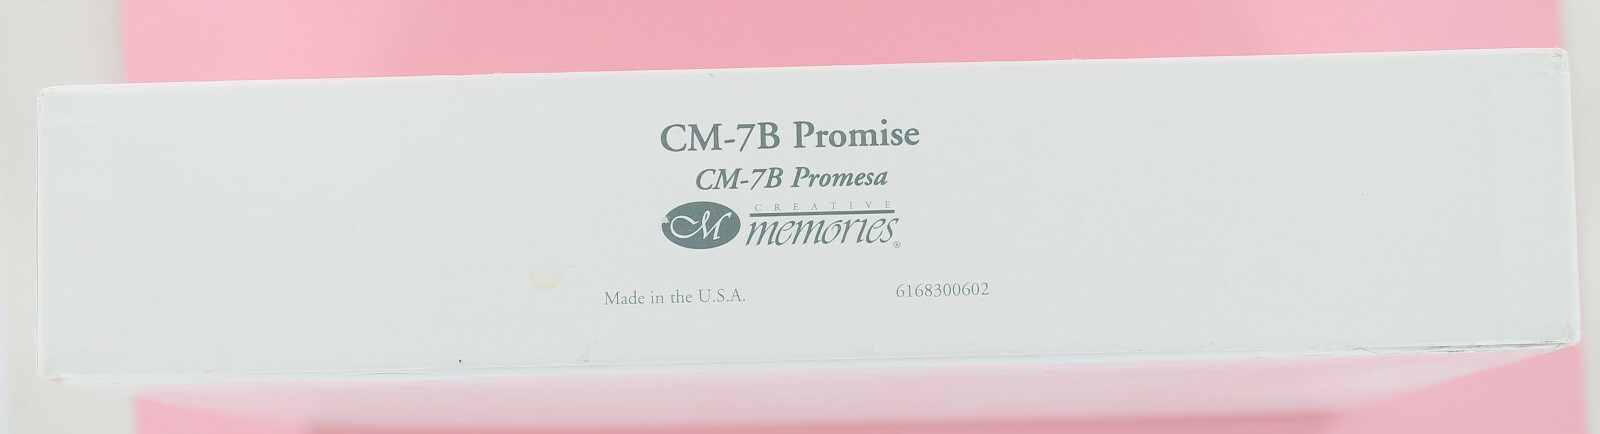 CM-7B Promise
CM-7B Promesa
M CREATIVE
memories®
Made in the U.S.A. 6168300602